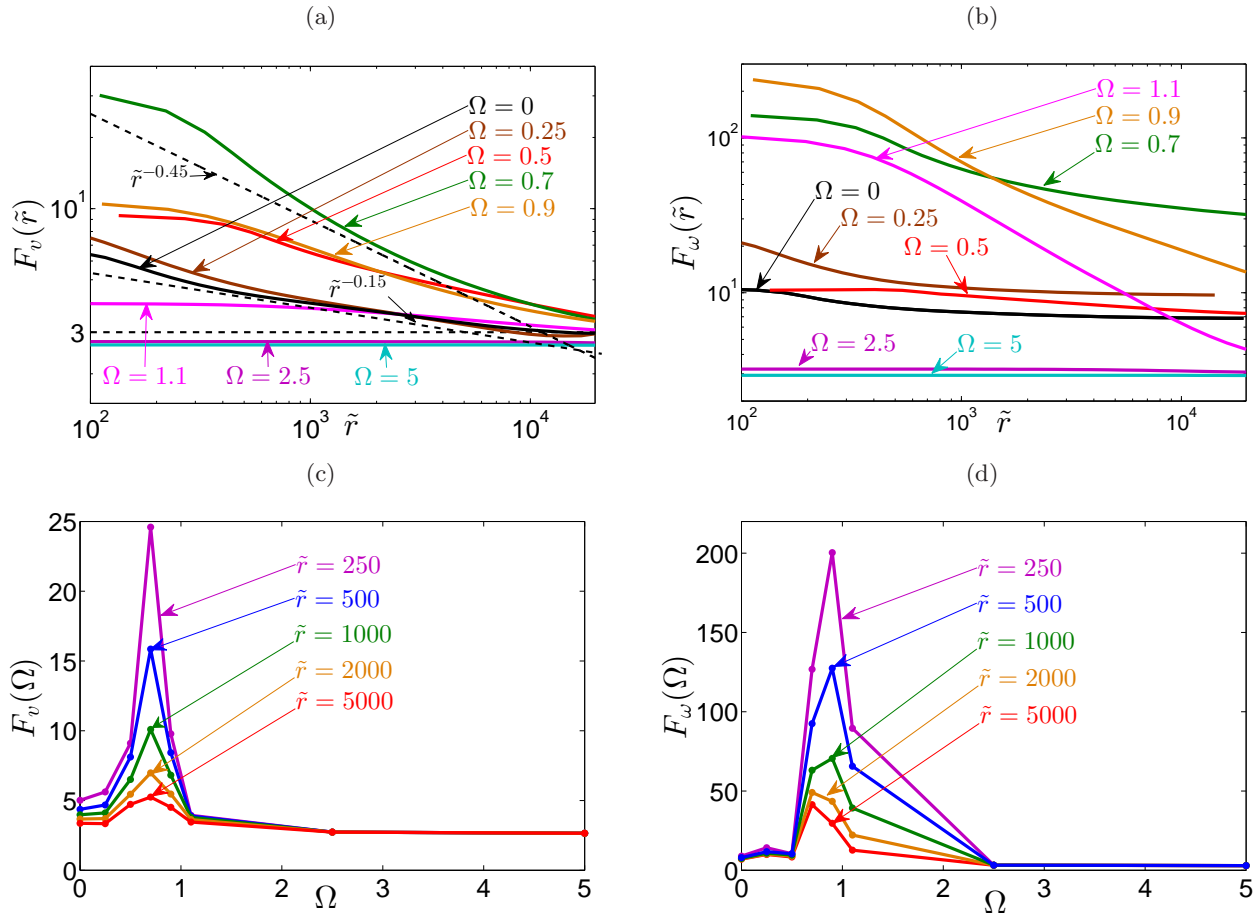 (a)
F_v(r̃)
10^1
3
10^2
10^3
10^4
r̃
r̃^{-0.45}
r̃^{-0.15}
Ω = 0
Ω = 0.25
Ω = 0.5
Ω = 0.7
Ω = 0.9
Ω = 1.1
Ω = 2.5
Ω = 5
(b)
F_ω(r̃)
10^2
10^1
10^2
10^3
10^4
r̃
Ω = 1.1
Ω = 0.9
Ω = 0.7
Ω = 0
Ω = 0.25
Ω = 0.5
Ω = 2.5
Ω = 5
(c)
F_v(Ω)
25
20
15
10
5
0
0
1
2
3
4
5
Ω
r̃ = 250
r̃ = 500
r̃ = 1000
r̃ = 2000
r̃ = 5000
(d)
F_ω(Ω)
200
150
100
50
0
0
1
2
3
4
5
Ω
r̃ = 250
r̃ = 500
r̃ = 1000
r̃ = 2000
r̃ = 5000